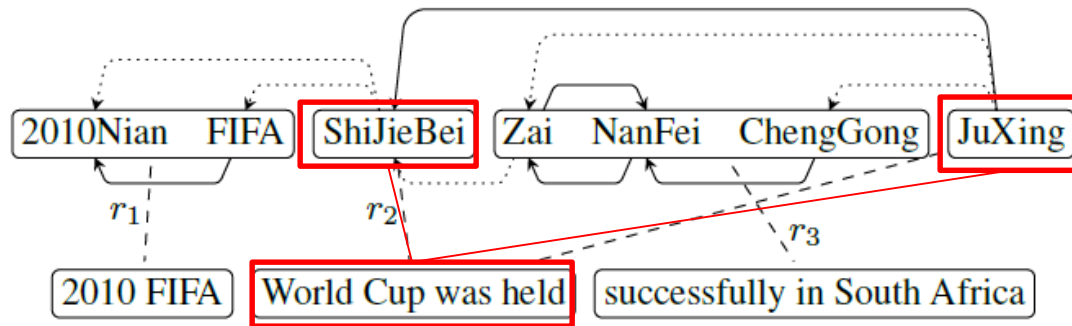 2010Nian FIFA ShiJieBei Zai NanFei ChengGong JuXing
r1 r2 r3
2010 FIFA World Cup was held successfully in South Africa